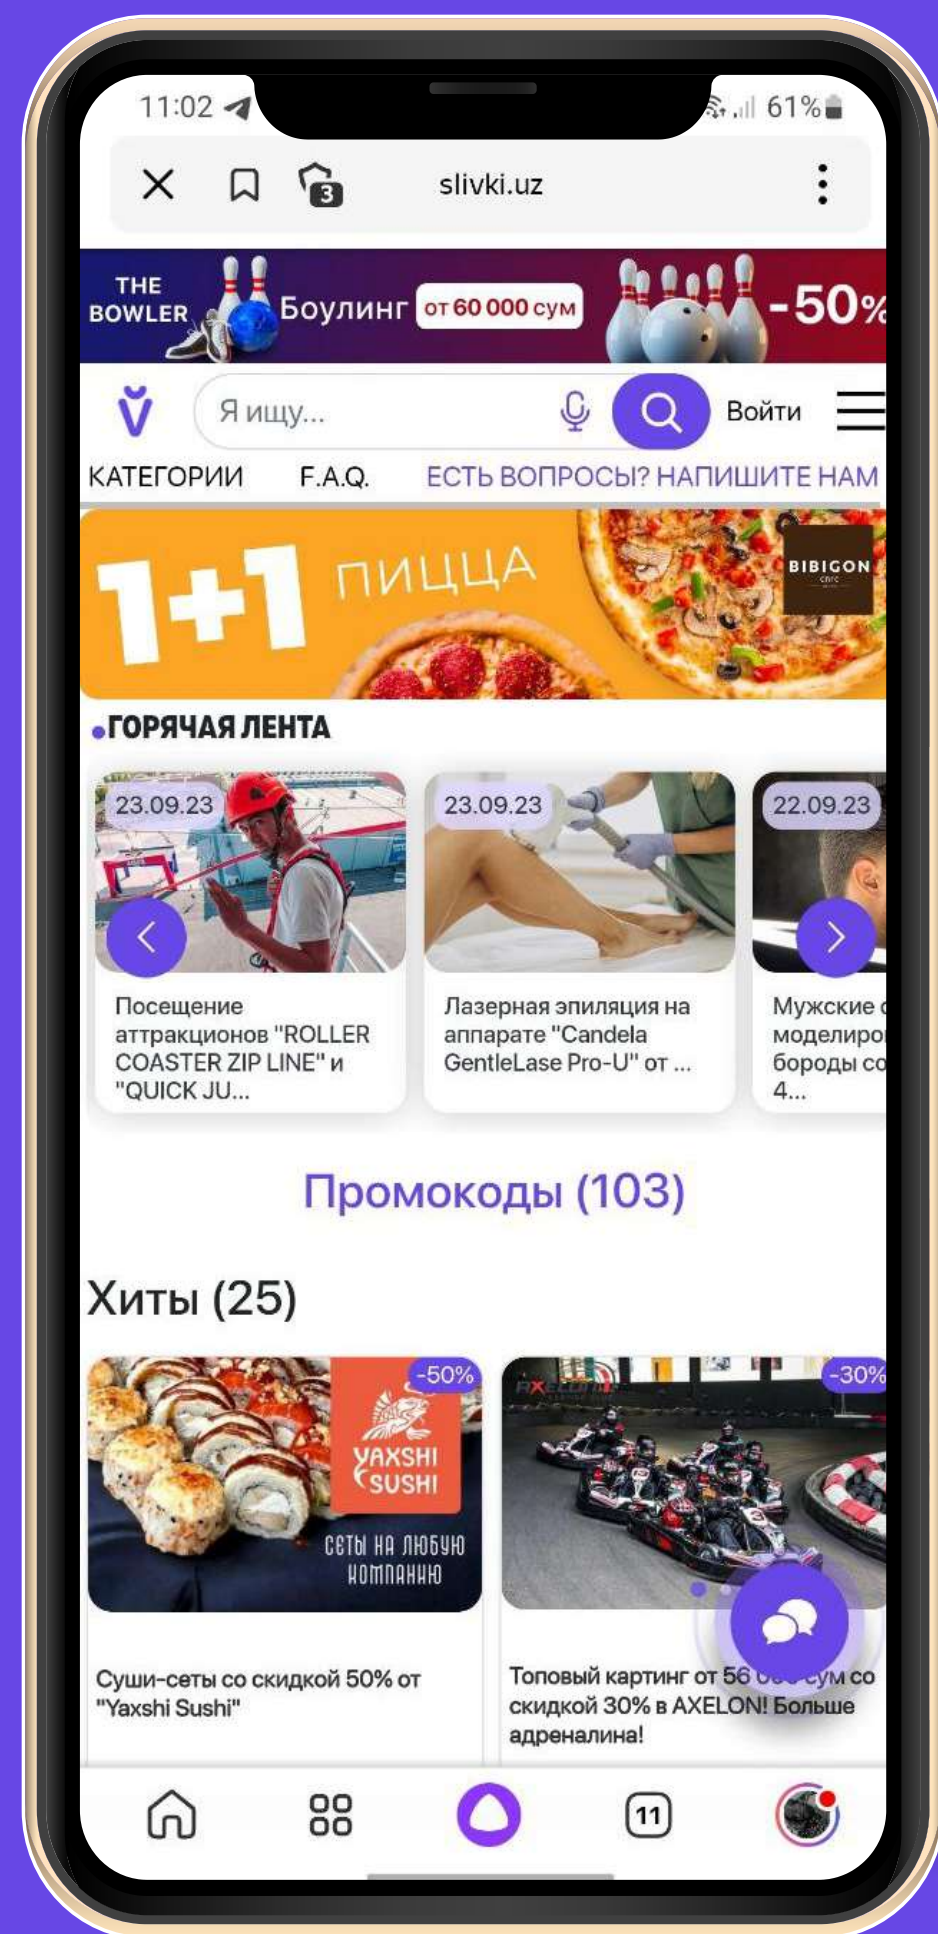 11:02
61%
3
slivki.uz
THE
BOWLER
Боулинг
от 60 000 сум
-50%
Я ищу...
Войти
КАТЕГОРИИ
F.A.Q.
ЕСТЬ ВОПРОСЫ? НАПИШИТЕ НАМ
1+1
ПИЦЦА
BIBIGON
ГОРЯЧАЯ ЛЕНТА
23.09.23
23.09.23
22.09.23
Посещение
аттракционов "ROLLER
COASTER ZIP LINE" и
"QUICK JU...
Лазерная эпиляция на
аппарате "Candela
GentleLase Pro-U" от ...
Мужские
моделиро
бороды со
4...
Промокоды (103)
Хиты (25)
-50%
YAXSHI
SUSHI
СЕТЫ НА ЛЮБУЮ
КОМПАНИЮ
AXELON
-30%
Суши-сеты со скидкой 50% от
"Yaxshi Sushi"
Топовый картинг от 56 сум со
скидкой 30% в AXELON! Больше
адреналина!
11